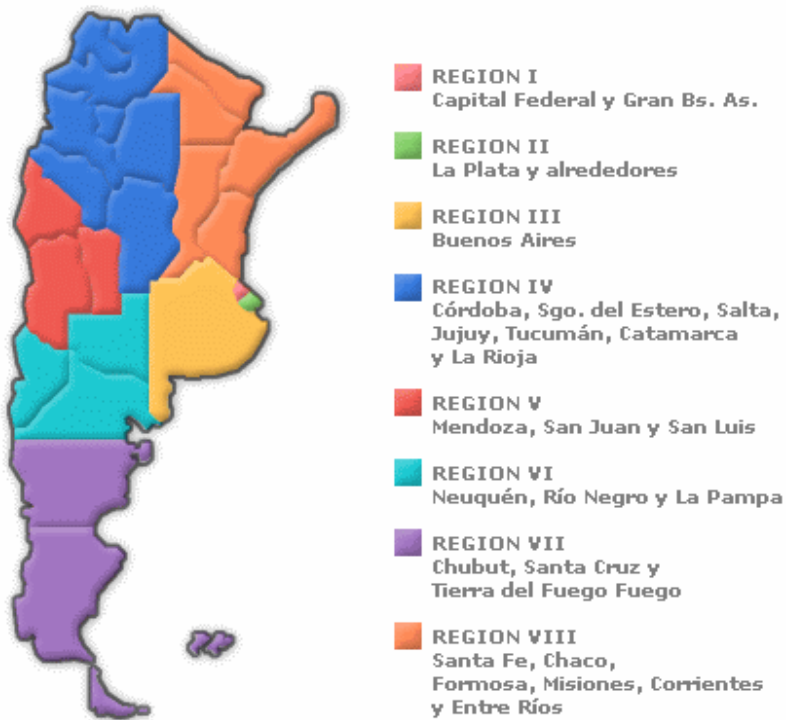 REGION I
Capital Federal y Gran Bs. As.
REGION II
La Plata y alrededores
REGION III
Buenos Aires
REGION IV
Córdoba, Sgo. del Estero, Salta,
Jujuy, Tucumán, Catamarca
y La Rioja
REGION V
Mendoza, San Juan y San Luis
REGION VI
Neuquén, Río Negro y La Pampa
REGION VII
Chubut, Santa Cruz y
Tierra del Fuego Fuego
REGION VIII
Santa Fe, Chaco,
Formosa, Misiones, Corrientes
y Entre Ríos